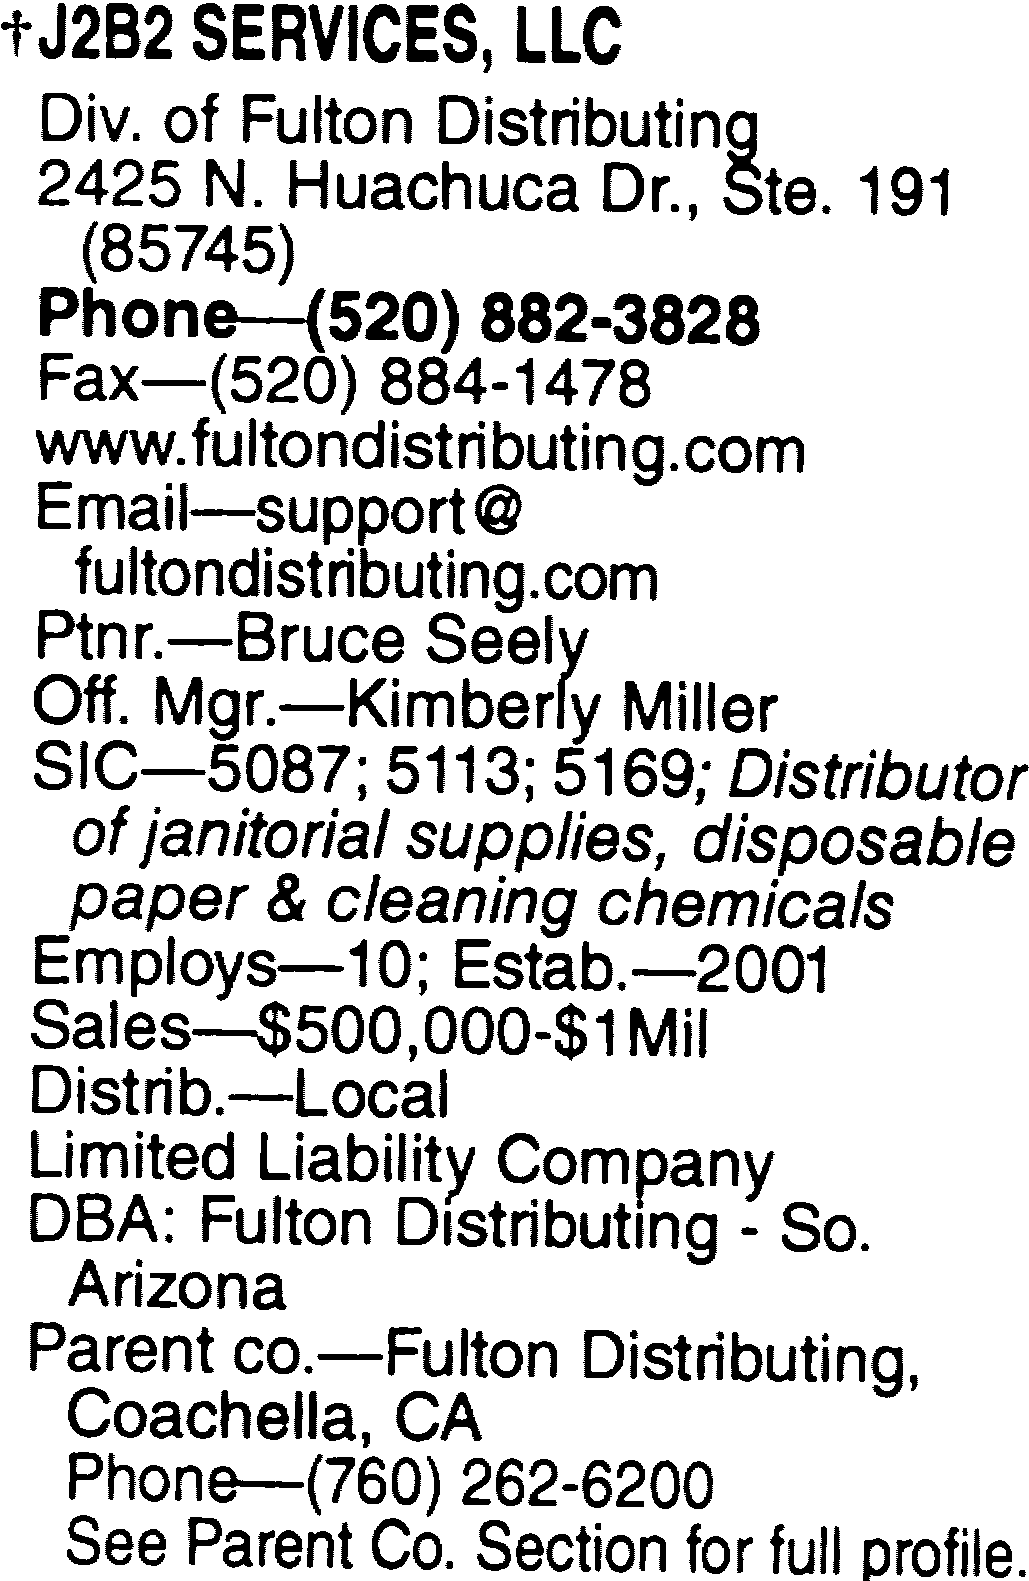 †J2B2 SERVICES, LLC
Div. of Fulton Distributing
2425 N. Huachuca Dr., Ste. 191
(85745)
Phone—(520) 882-3828
Fax—(520) 884-1478
www.fultondistributing.com
Email—support@
fultondistributing.com
Ptnr.—Bruce Seely
Off. Mgr.—Kimberly Miller
SIC—5087; 5113; 5169; Distributor
of janitorial supplies, disposable
paper & cleaning chemicals
Employs—10; Estab.—2001
Sales—$500,000-$1Mil
Distrib.—Local
Limited Liability Company
DBA: Fulton Distributing - So.
Arizona
Parent co.—Fulton Distributing,
Coachella, CA
Phone—(760) 262-6200
See Parent Co. Section for full profile.